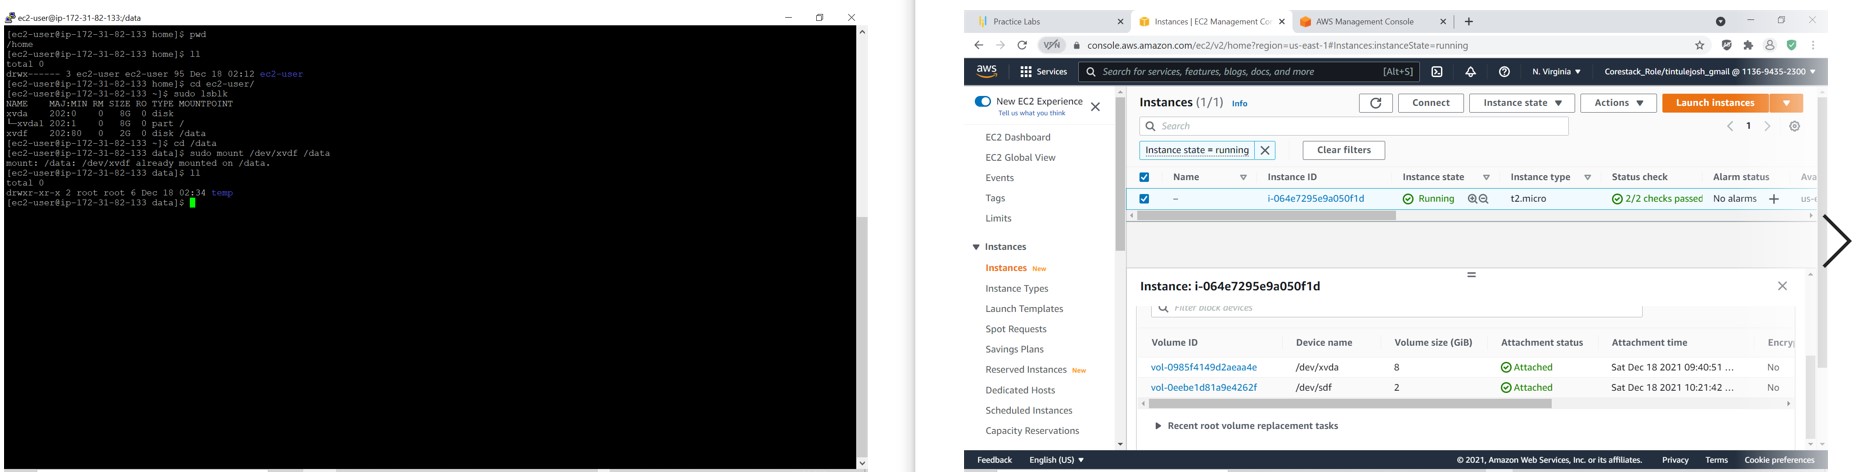 ec2-user@ip-172-31-82-133:/data
[ec2-user@ip-172-31-82-133 home]$ pwd
/home
[ec2-user@ip-172-31-82-133 home]$ ll
total 0
drwx------ 3 ec2-user ec2-user 95 Dec 18 02:12 ec2-user
[ec2-user@ip-172-31-82-133 home]$ cd ec2-user/
[ec2-user@ip-172-31-82-133 ~]$ sudo lsblk
NAME    MAJ:MIN RM SIZE RO TYPE MOUNTPOINT
xvda    202:0    0   8G  0 disk
└─xvda1 202:1    0   8G  0 part /
xvdf    202:80   0   2G  0 disk /data
[ec2-user@ip-172-31-82-133 ~]$ cd /data
[ec2-user@ip-172-31-82-133 data]$ sudo mount /dev/xvdf /data
mount: /data: /dev/xvdf already mounted on /data.
[ec2-user@ip-172-31-82-133 data]$ ll
total 0
drwxr-xr-x 2 root root 6 Dec 18 02:34 temp
[ec2-user@ip-172-31-82-133 data]$
Practice Labs
Instances | EC2 Management Co
AWS Management Console
VPN console.aws.amazon.com/ec2/v2/home?region=us-east-1#Instances:instanceState=running
aws Services Search for services, features, blogs, docs, and more [Alt+S] N. Virginia Corestack_Role/tintulejosh_gmail @ 1136-9435-2300
New EC2 Experience
Tell us what you think
EC2 Dashboard
EC2 Global View
Events
Tags
Limits
Instances
Instances New
Instance Types
Launch Templates
Spot Requests
Savings Plans
Reserved Instances New
Dedicated Hosts
Scheduled Instances
Capacity Reservations
Instances (1/1) Info Connect Instance state Actions Launch instances
Search
1
Instance state = running Clear filters
Name Instance ID Instance state Instance type Status check Alarm status Ava
– i-064e7295e9a050f1d Running t2.micro 2/2 checks passed No alarms us-e
Instance: i-064e7295e9a050f1d
Filter block devices
Volume ID Device name Volume size (GiB) Attachment status Attachment time Encry
vol-0985f4149d2aeaa4e /dev/xvda 8 Attached Sat Dec 18 2021 09:40:51 ... No
vol-0eebe1d81a9e4262f /dev/sdf 2 Attached Sat Dec 18 2021 10:21:42 ... No
Recent root volume replacement tasks
Feedback English (US) © 2021, Amazon Web Services, Inc. or its affiliates. Privacy Terms Cookie preferences